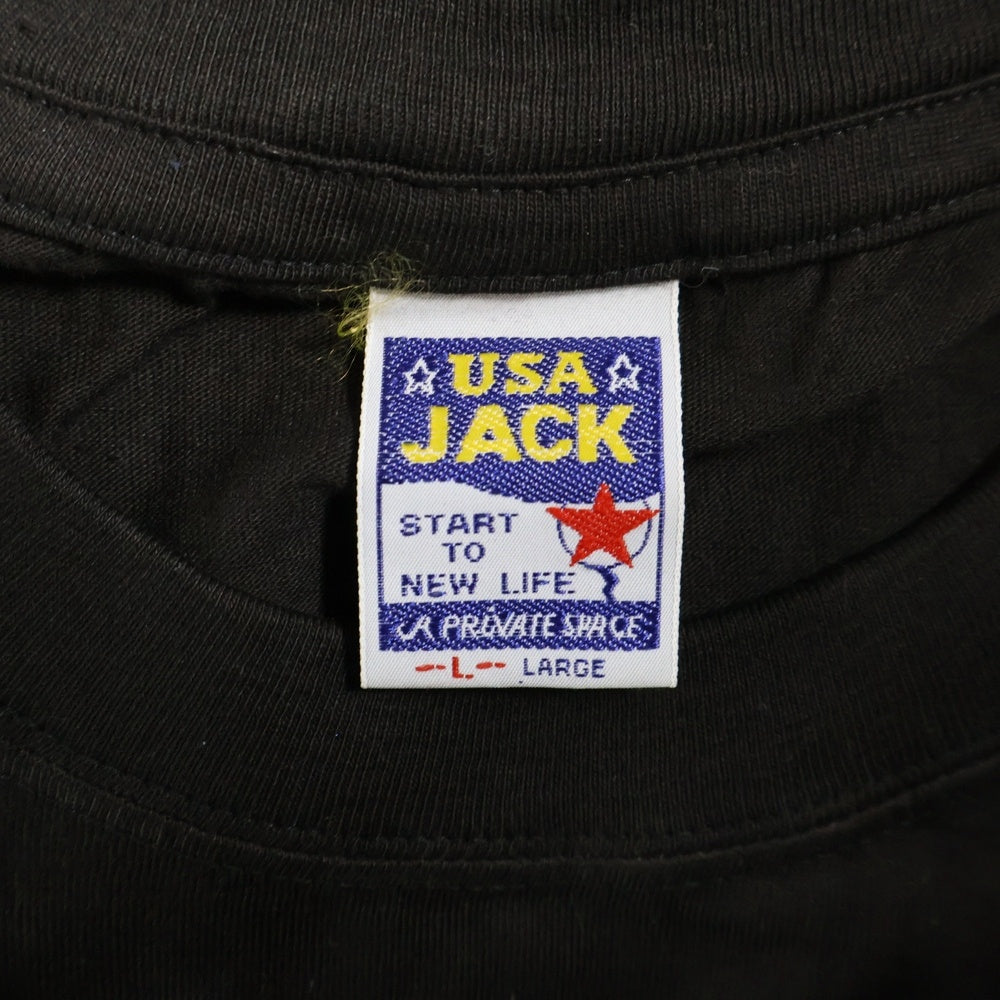 USA
JACK
START
TO
NEW LIFE
A PRIVATE SPACE
--L-- LARGE